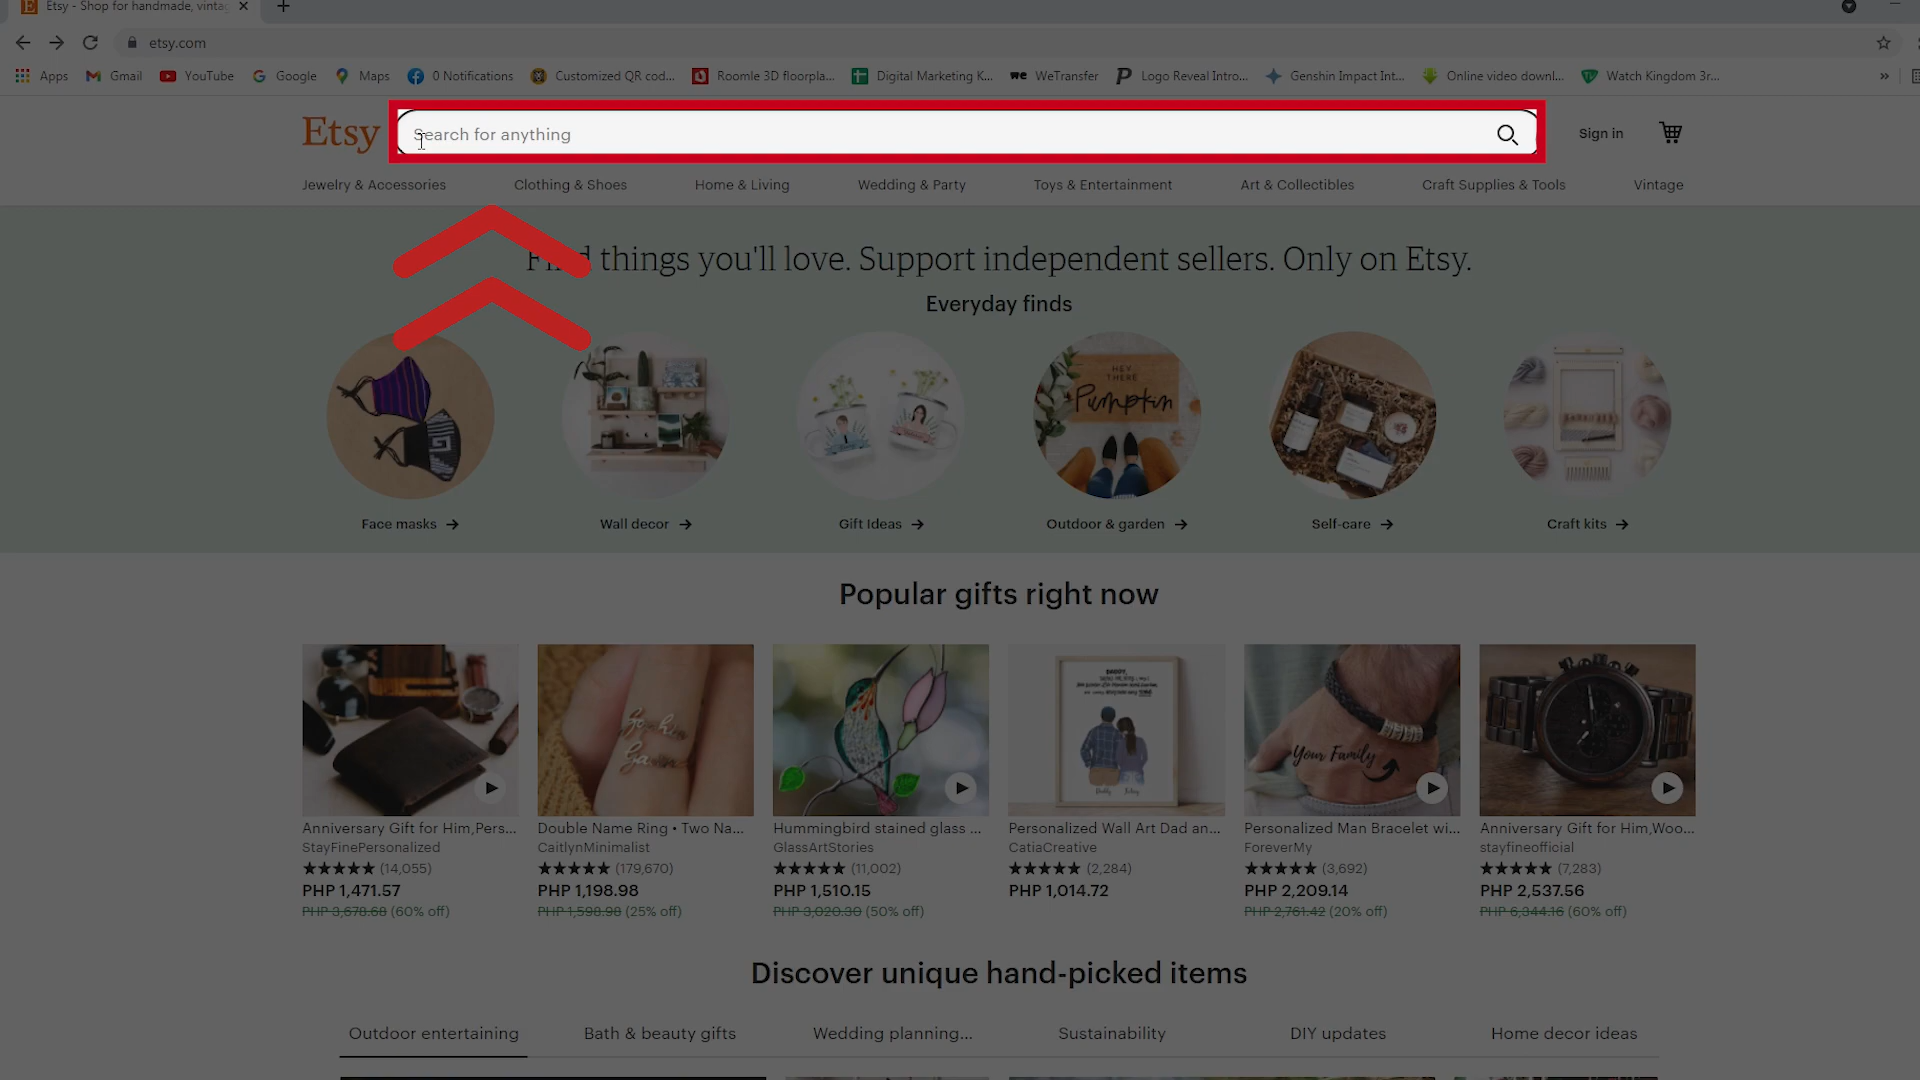 Etsy - Shop for handmade, vinta
etsy.com
Apps Gmail YouTube Google Maps 0 Notifications Customized QR cod... Roomle 3D floorpla... Digital Marketing K... WeTransfer Logo Reveal Intro... Genshin Impact Int... Online video downl... Watch Kingdom 3r...
Etsy Search for anything Sign in
Jewelry & Accessories Clothing & Shoes Home & Living Wedding & Party Toys & Entertainment Art & Collectibles Craft Supplies & Tools Vintage
Find things you'll love. Support independent sellers. Only on Etsy.
Everyday finds
HEY THERE
Pumpkin
Face masks → Wall decor → Gift Ideas → Outdoor & garden → Self-care → Craft kits →
Popular gifts right now
Your Family
Anniversary Gift for Him,Pers... Double Name Ring • Two Na... Hummingbird stained glass ... Personalized Wall Art Dad an... Personalized Man Bracelet wi... Anniversary Gift for Him,Woo...
StayFinePersonalized CaitlynMinimalist GlassArtStories CatiaCreative ForeverMy stayfineofficial
★★★★★ (14,055) ★★★★★ (179,670) ★★★★★ (11,002) ★★★★★ (2,284) ★★★★★ (3,692) ★★★★★ (7,283)
PHP 1,471.57 PHP 1,198.98 PHP 1,510.15 PHP 1,014.72 PHP 2,209.14 PHP 2,537.56
PHP 3,678.68 (60% off) PHP 1,598.98 (25% off) PHP 3,020.30 (50% off) PHP 2,761.42 (20% off) PHP 6,344.16 (60% off)
Discover unique hand-picked items
Outdoor entertaining Bath & beauty gifts Wedding planning... Sustainability DIY updates Home decor ideas